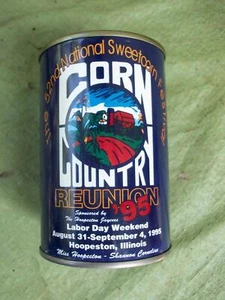 The 52nd National Sweetcorn Festival
CORN
COUNTRY
REUNION
'95
Sponsored by
The Hoopeston Jaycees
Labor Day Weekend
August 31-September 4, 1995
Hoopeston, Illinois
Miss Hoopeston - Shannon Cornelius